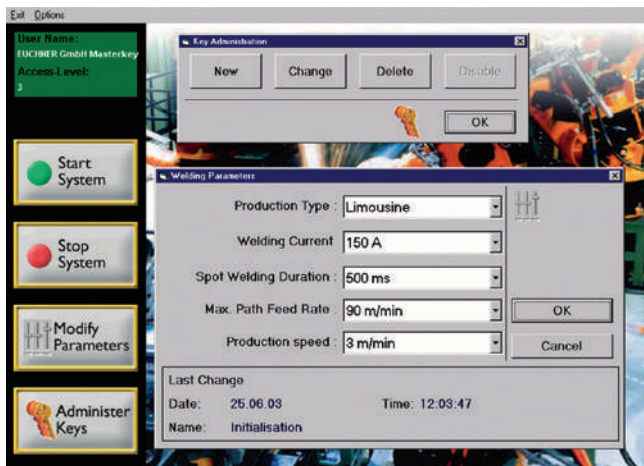 Exit Options
User Name:
EUCHNER GmbH Masterkey
Access-Level:
3
Key Administration
New Change Delete Disable
OK
Start
System
Stop
System
Modify
Parameters
Administer
Keys
Welding Parameters
Production Type : Limousine
Welding Current 150 A
Spot Welding Duration : 500 ms
Max. Path Feed Rate : 90 m/min
OK
Production speed : 3 m/min
Cancel
Last Change
Date: 25.06.03 Time: 12:03:47
Name: Initialisation